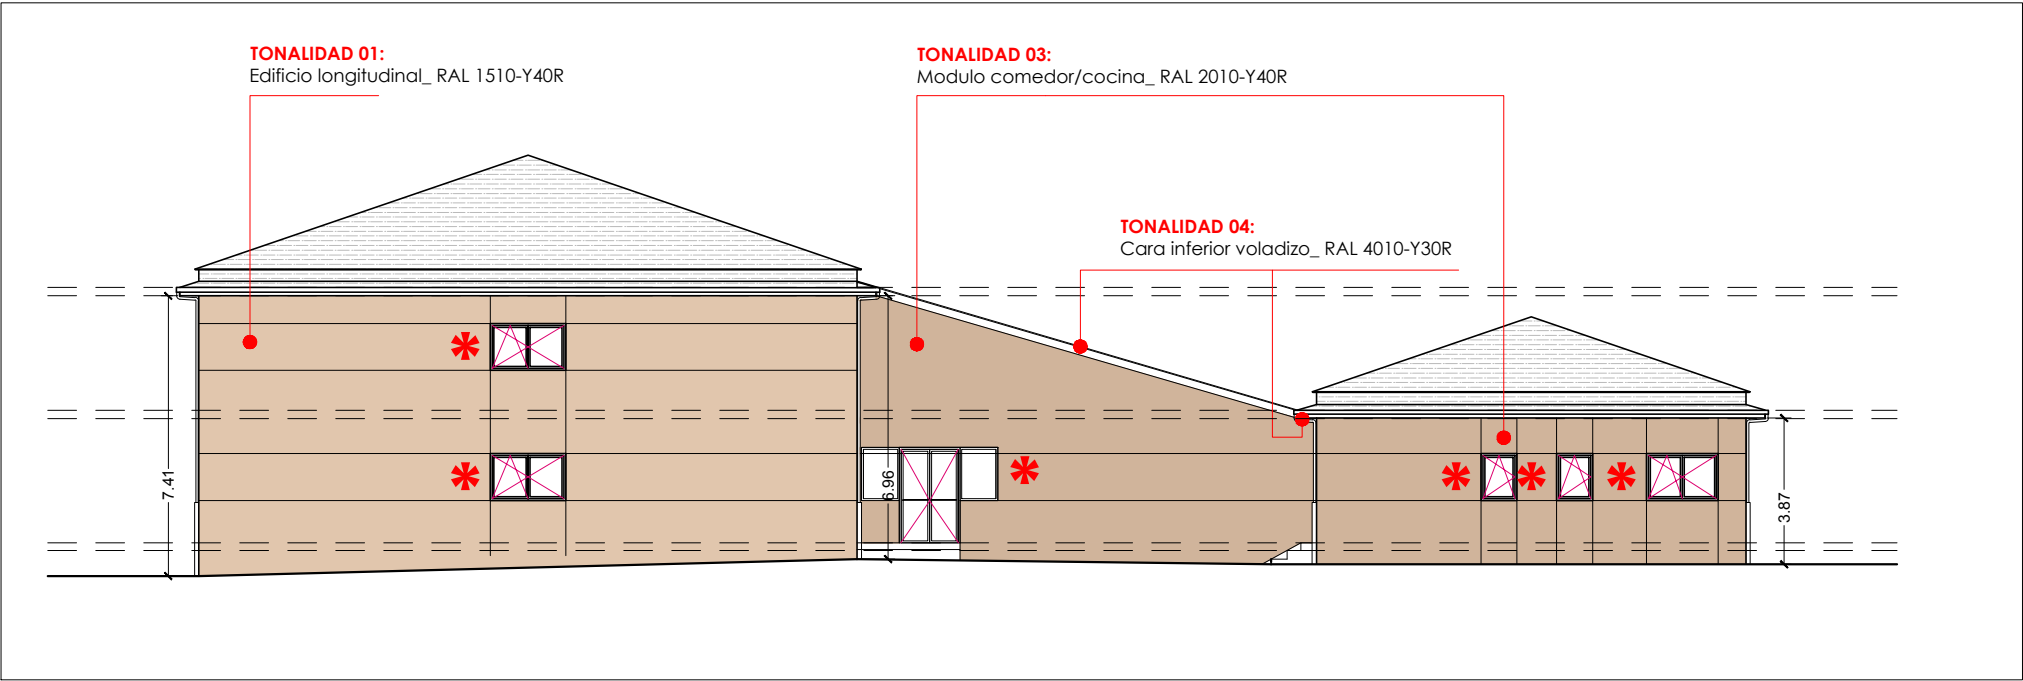 TONALIDAD 01:
Edificio longitudinal_ RAL 1510-Y40R
TONALIDAD 03:
Modulo comedor/cocina_ RAL 2010-Y40R
TONALIDAD 04:
Cara inferior voladizo_ RAL 4010-Y30R
7.41
6.96
3.87